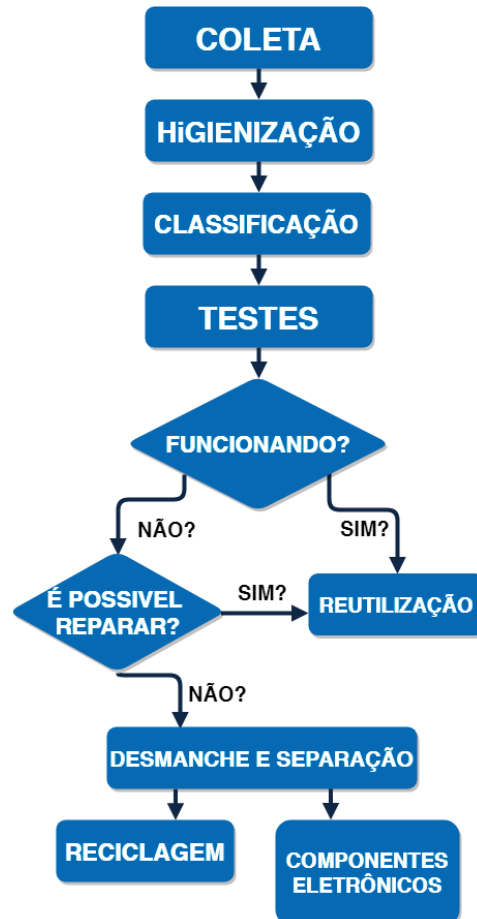 COLETA
HiGIENIZAÇÃO
CLASSIFICAÇÃO
TESTES
FUNCIONANDO?
NÃO?
SIM?
É POSSIVEL
REPARAR?
SIM?
REUTILIZAÇÃO
NÃO?
DESMANCHE E SEPARAÇÃO
RECICLAGEM
COMPONENTES
ELETRÔNICOS